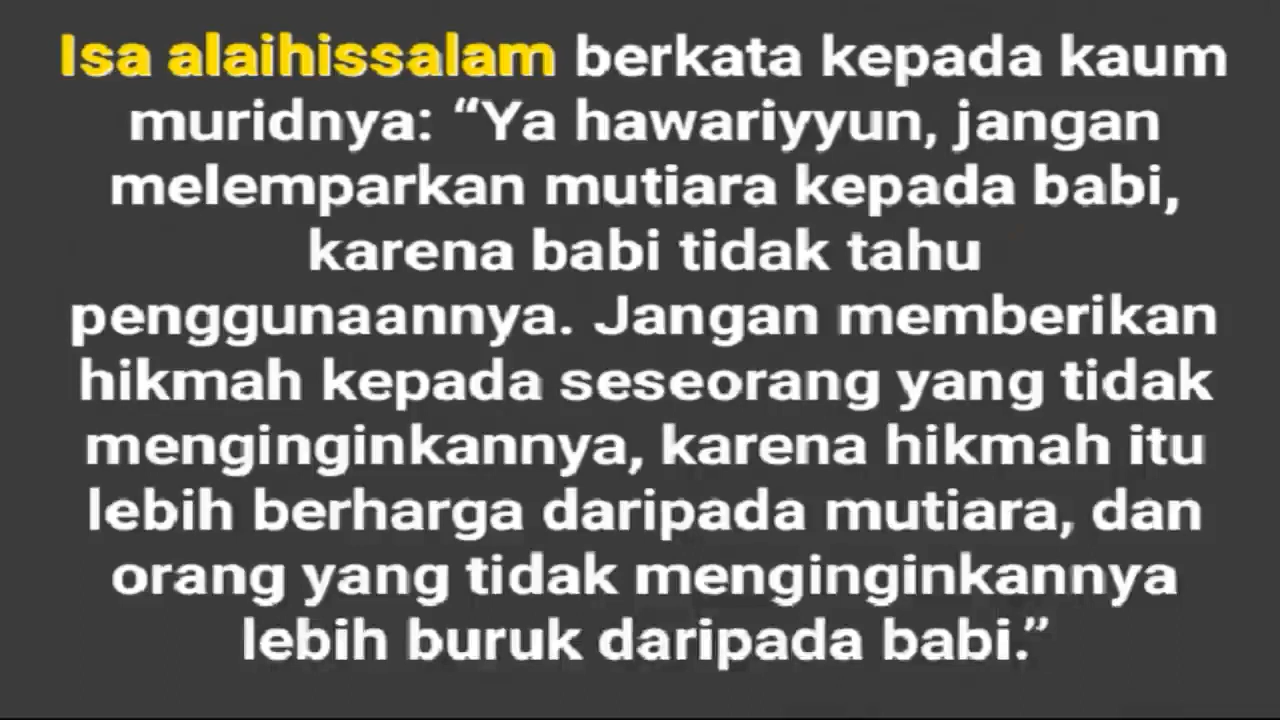 Isa alaihissalam berkata kepada kaum
muridnya: “Ya hawariyyun, jangan
melemparkan mutiara kepada babi,
karena babi tidak tahu
penggunaannya. Jangan memberikan
hikmah kepada seseorang yang tidak
menginginkannya, karena hikmah itu
lebih berharga daripada mutiara, dan
orang yang tidak menginginkannya
lebih buruk daripada babi.”